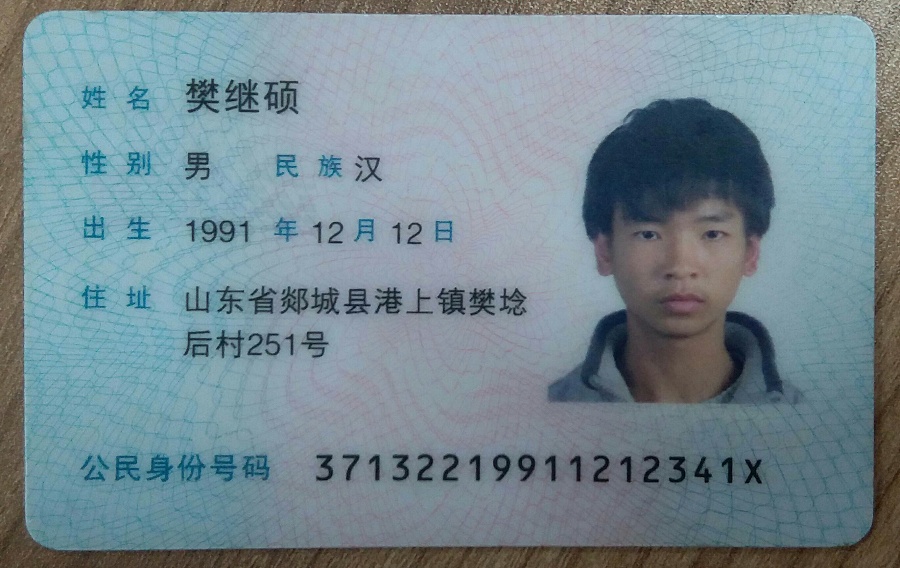 姓名 樊继硕
性别 男 民族 汉
出生 1991 年 12 月 12 日
住址 山东省郯城县港上镇樊埝
后村251号
公民身份号码 37132219911212341X